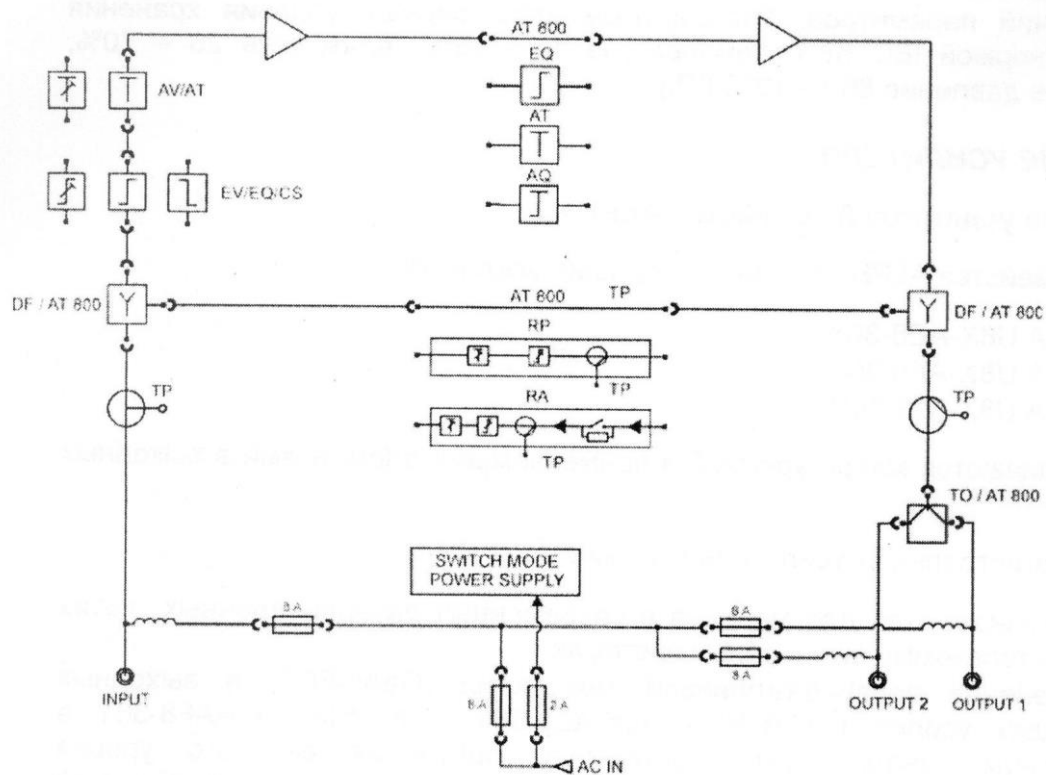 AT 800
EQ
AV/AT
AT
AQ
EV/EQ/CS
DF / AT 800
AT 800
TP
DF / AT 800
RP
TP
TP
TP
RA
TP
TO / AT 800
SWITCH MODE
POWER SUPPLY
8 A
8 A
8 A
INPUT
8 A
2 A
OUTPUT 2
OUTPUT 1
AC IN